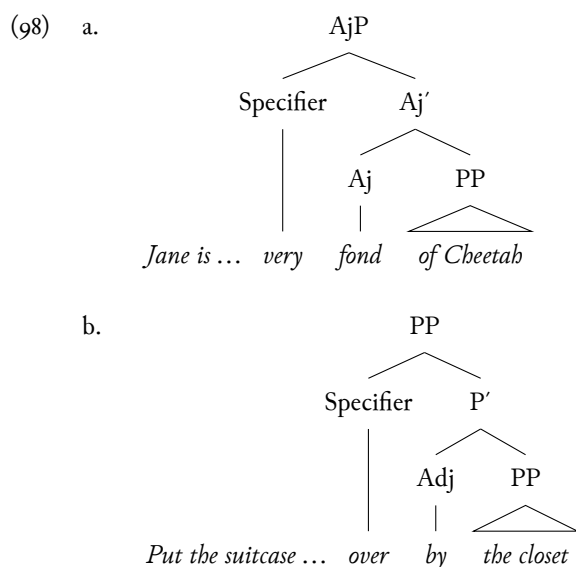 (98) a. AjP
Specifier Aj′
Aj PP
Jane is … very fond of Cheetah
b. PP
Specifier P′
Adj PP
Put the suitcase … over by the closet